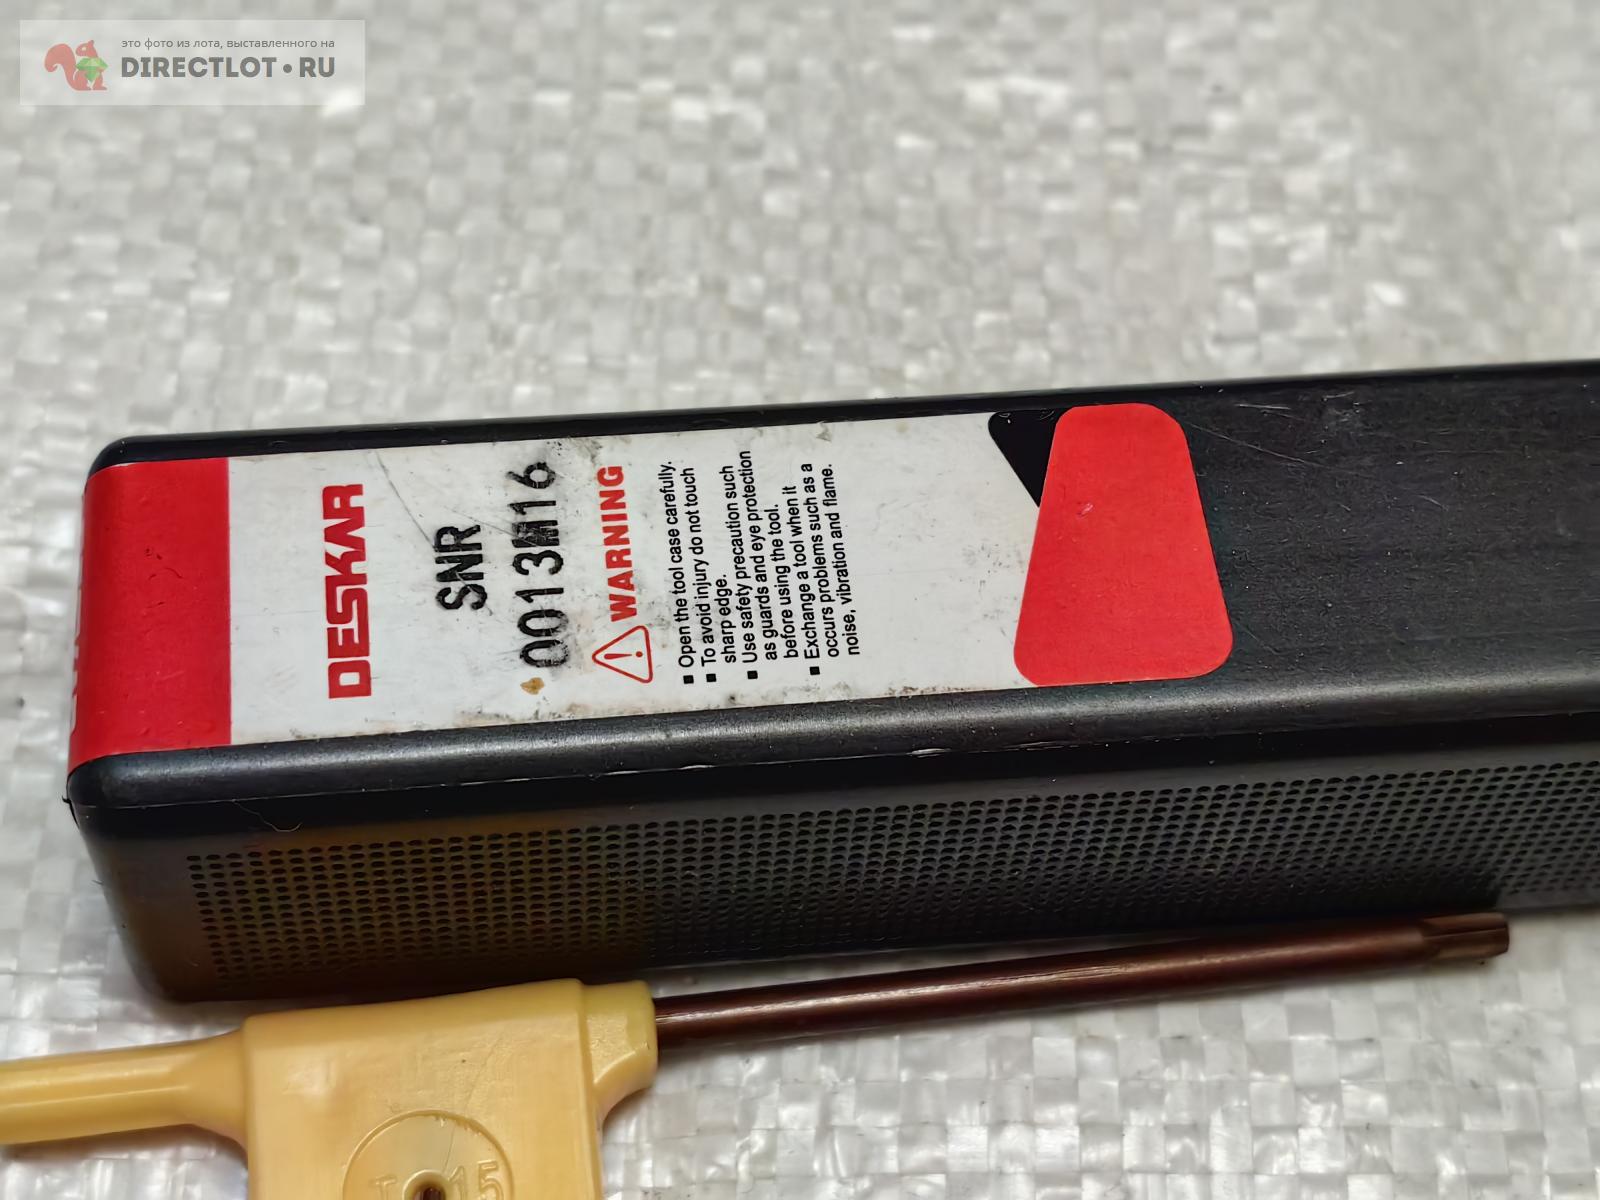 это фото из лота, выставленного на
DIRECTLOT•RU
DESKAR
SNR
0013M16
WARNING
▪ Open the tool case carefully.
▪ To avoid injury do not touch
sharp edge.
▪ Use safety precaution such
as guards and eye protection
before using the tool.
▪ Exchange a tool when it
occurs problems such as a
noise, vibration and flame.
T 15